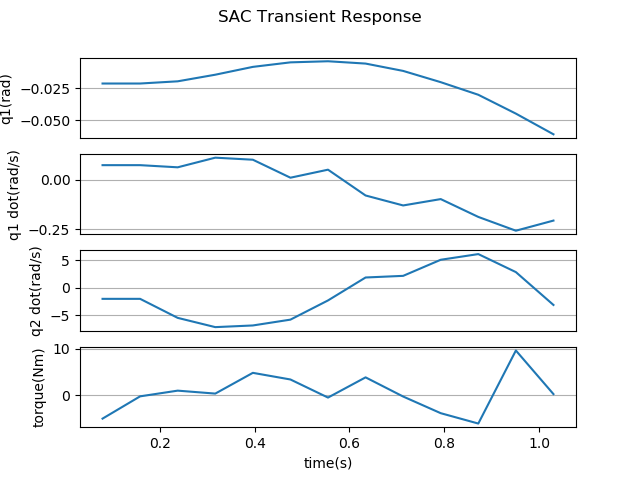 SAC Transient Response
q1(rad)
−0.025
−0.050
q1 dot(rad/s)
0.00
−0.25
q2 dot(rad/s)
5
0
−5
torque(Nm)
10
0
0.2 0.4 0.6 0.8 1.0
time(s)